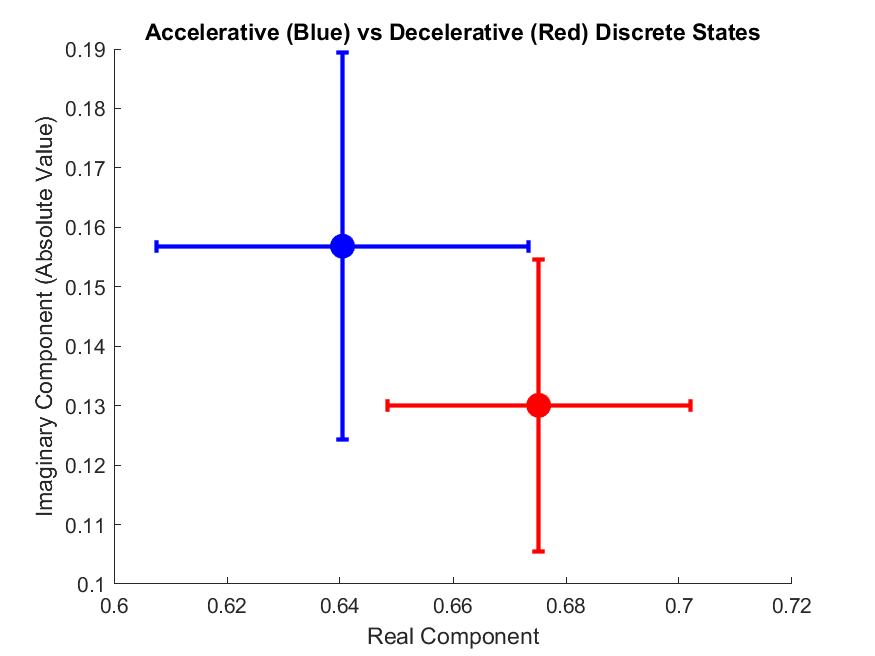 Accelerative (Blue) vs Decelerative (Red) Discrete States
Imaginary Component (Absolute Value)
0.19
0.18
0.17
0.16
0.15
0.14
0.13
0.12
0.11
0.1
0.6 0.62 0.64 0.66 0.68 0.7 0.72
Real Component